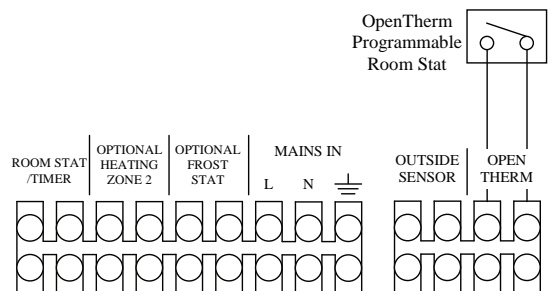 OpenTherm
Programmable
Room Stat
ROOM STAT
/TIMER
OPTIONAL
HEATING
ZONE 2
OPTIONAL
FROST
STAT
MAINS IN
L N
OUTSIDE
SENSOR
OPEN
THERM